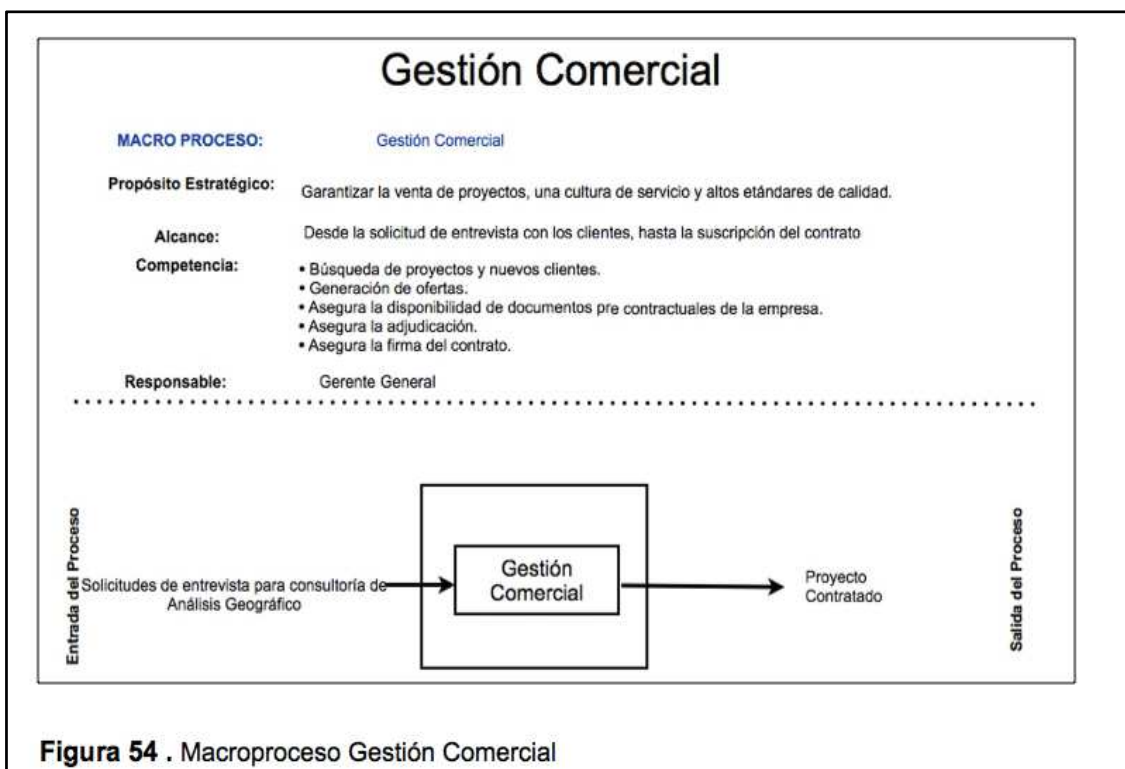 Gestión Comercial
MACRO PROCESO: Gestión Comercial
Propósito Estratégico: Garantizar la venta de proyectos, una cultura de servicio y altos etándares de calidad.
Alcance: Desde la solicitud de entrevista con los clientes, hasta la suscripción del contrato
Competencia: • Búsqueda de proyectos y nuevos clientes.
• Generación de ofertas.
• Asegura la disponibilidad de documentos pre contractuales de la empresa.
• Asegura la adjudicación.
• Asegura la firma del contrato.
Responsable: Gerente General
Entrada del Proceso
Solicitudes de entrevista para consultoría de
Análisis Geográfico
Gestión
Comercial
Proyecto
Contratado
Salida del Proceso
Figura 54 . Macroproceso Gestión Comercial